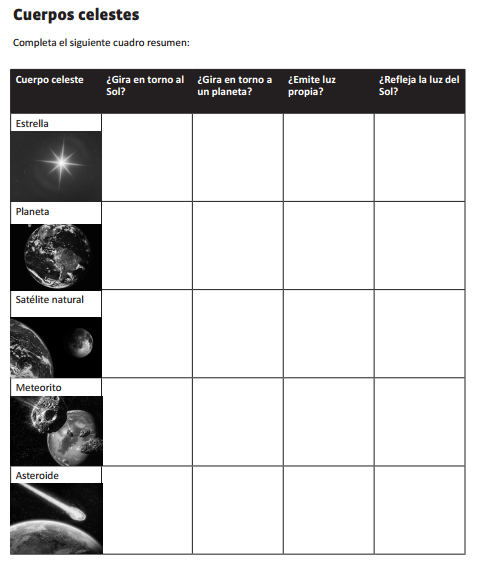 Cuerpos celestes
Completa el siguiente cuadro resumen:
Cuerpo celeste
¿Gira en torno al
Sol?
¿Gira en torno a
un planeta?
¿Emite luz
propia?
¿Refleja la luz del
Sol?
Estrella
Planeta
Satélite natural
Meteorito
Asteroide